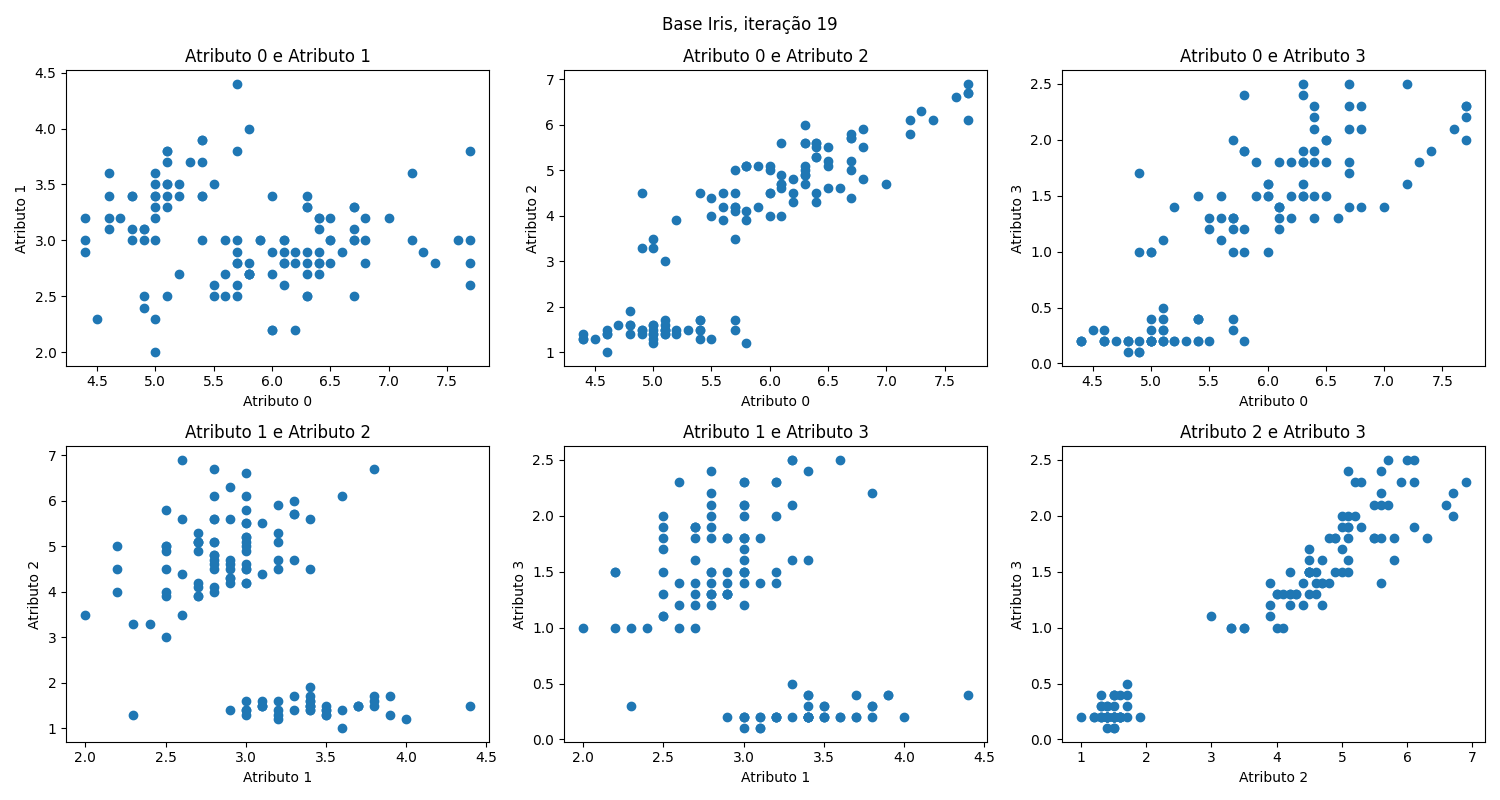 Base Iris, iteração 19
Atributo 0 e Atributo 1
Atributo 0 e Atributo 2
Atributo 0 e Atributo 3
Atributo 1
4.5
4.0
3.5
3.0
2.5
2.0
4.5 5.0 5.5 6.0 6.5 7.0 7.5
Atributo 0
Atributo 2
7
6
5
4
3
2
1
4.5 5.0 5.5 6.0 6.5 7.0 7.5
Atributo 0
Atributo 3
2.5
2.0
1.5
1.0
0.5
0.0
4.5 5.0 5.5 6.0 6.5 7.0 7.5
Atributo 0
Atributo 1 e Atributo 2
Atributo 1 e Atributo 3
Atributo 2 e Atributo 3
Atributo 2
7
6
5
4
3
2
1
2.0 2.5 3.0 3.5 4.0 4.5
Atributo 1
Atributo 3
2.5
2.0
1.5
1.0
0.5
0.0
2.0 2.5 3.0 3.5 4.0 4.5
Atributo 1
Atributo 3
2.5
2.0
1.5
1.0
0.5
0.0
1 2 3 4 5 6 7
Atributo 2